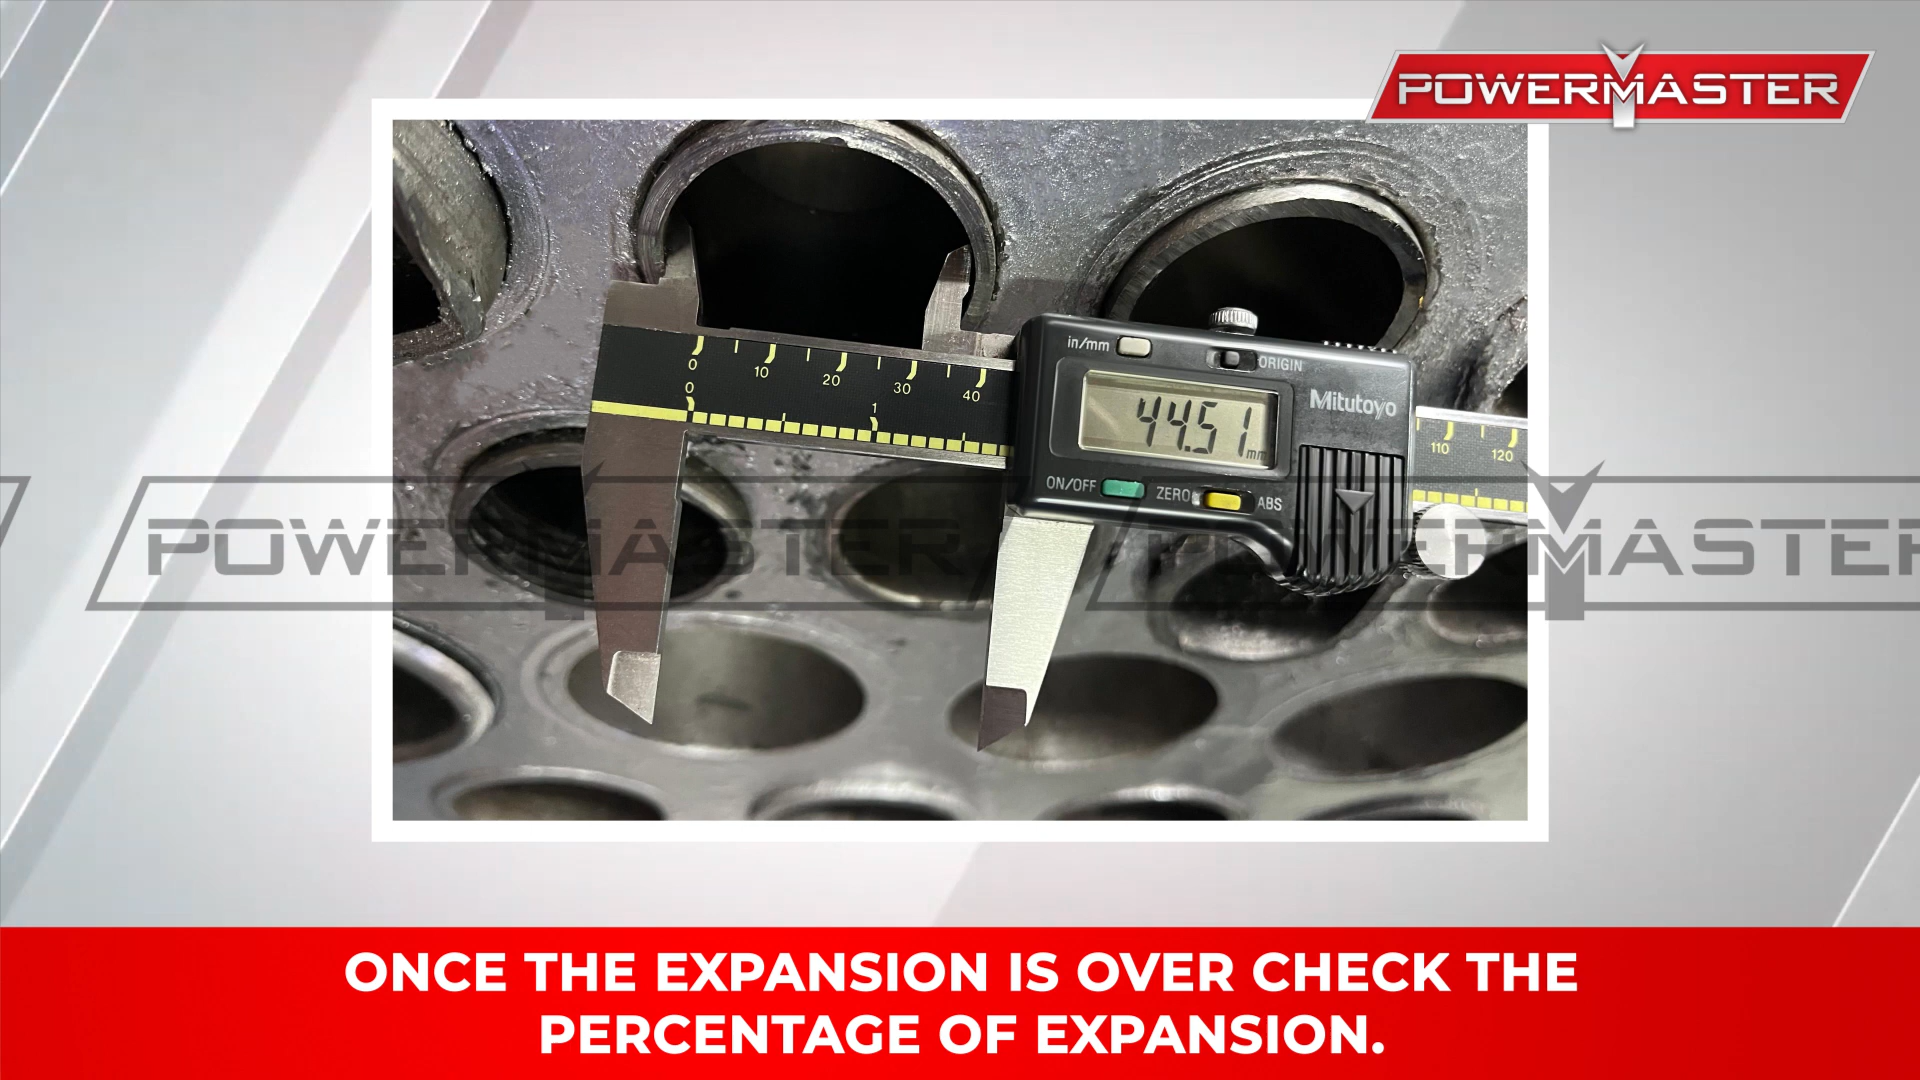 POWERMASTER
in/mm
ORIGIN
0 10 20 30 40
0 1
44.51
mm
Mitutoyo
110 120
ON/OFF
ZERO
ABS
POWERMASTER
POWERMASTER
ONCE THE EXPANSION IS OVER CHECK THE
PERCENTAGE OF EXPANSION.